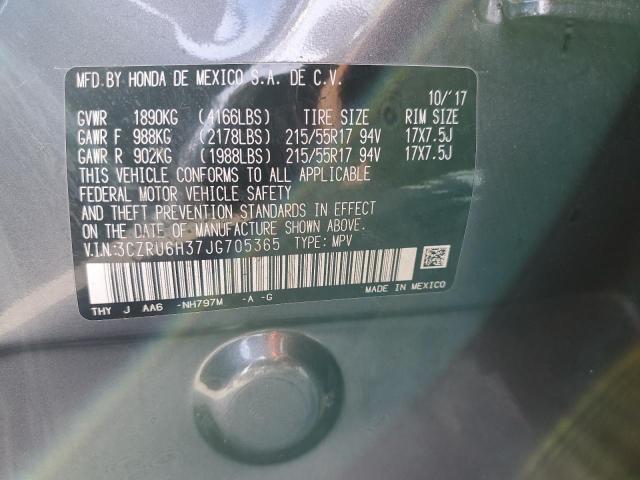 MFD. BY HONDA DE MEXICO S.A. DE C.V.
10/'17
GVWR 1890KG (4166LBS) TIRE SIZE RIM SIZE
GAWR F 988KG (2178LBS) 215/55R17 94V 17X7.5J
GAWR R 902KG (1988LBS) 215/55R17 94V 17X7.5J
THIS VEHICLE CONFORMS TO ALL APPLICABLE
FEDERAL MOTOR VEHICLE SAFETY
AND THEFT PREVENTION STANDARDS IN EFFECT
ON THE DATE OF MANUFACTURE SHOWN ABOVE.
V.I.N.:3CZRU6H37JG705365 TYPE: MPV
THY J AA6 -NH797M -A -G MADE IN MEXICO